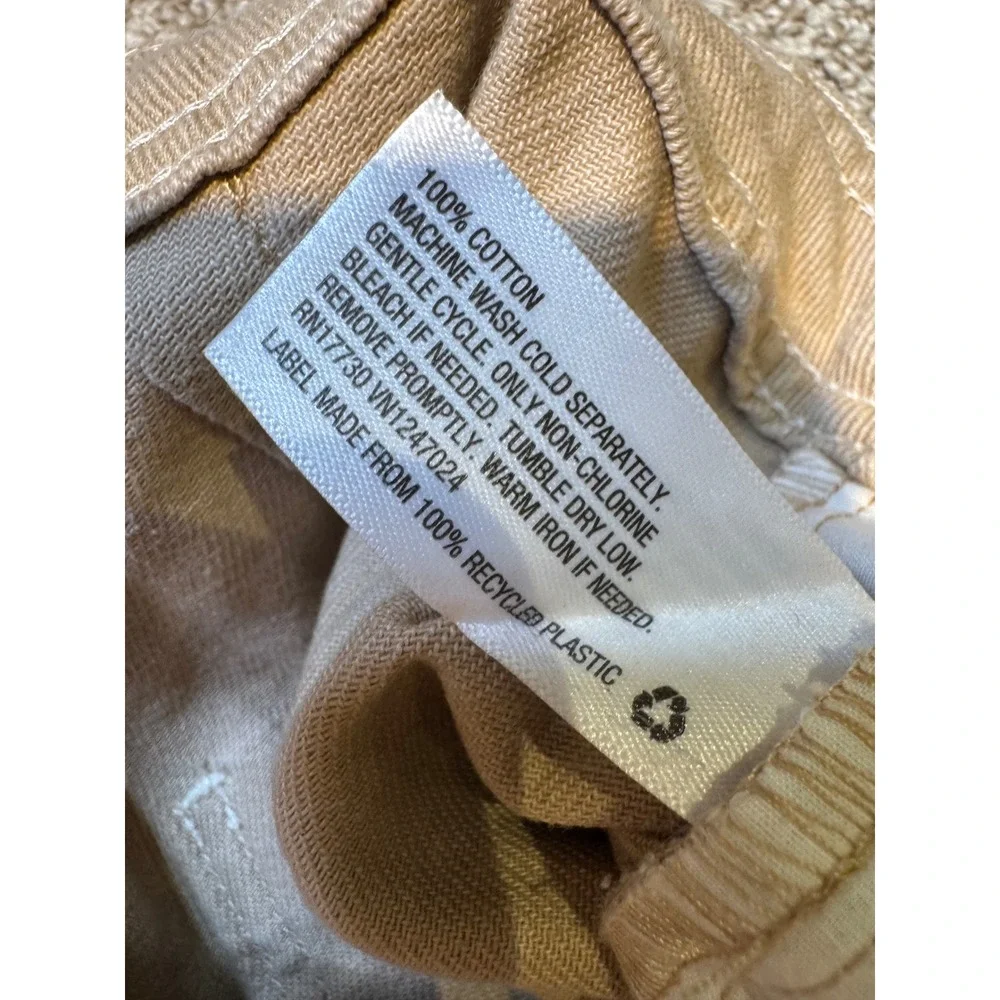 100% COTTON
MACHINE WASH COLD SEPARATELY.
GENTLE CYCLE. ONLY NON-CHLORINE
BLEACH IF NEEDED. TUMBLE DRY LOW.
REMOVE PROMPTLY. WARM IRON IF NEEDED.
RN17730 VN1247024
LABEL MADE FROM 100% RECYCLED PLASTIC